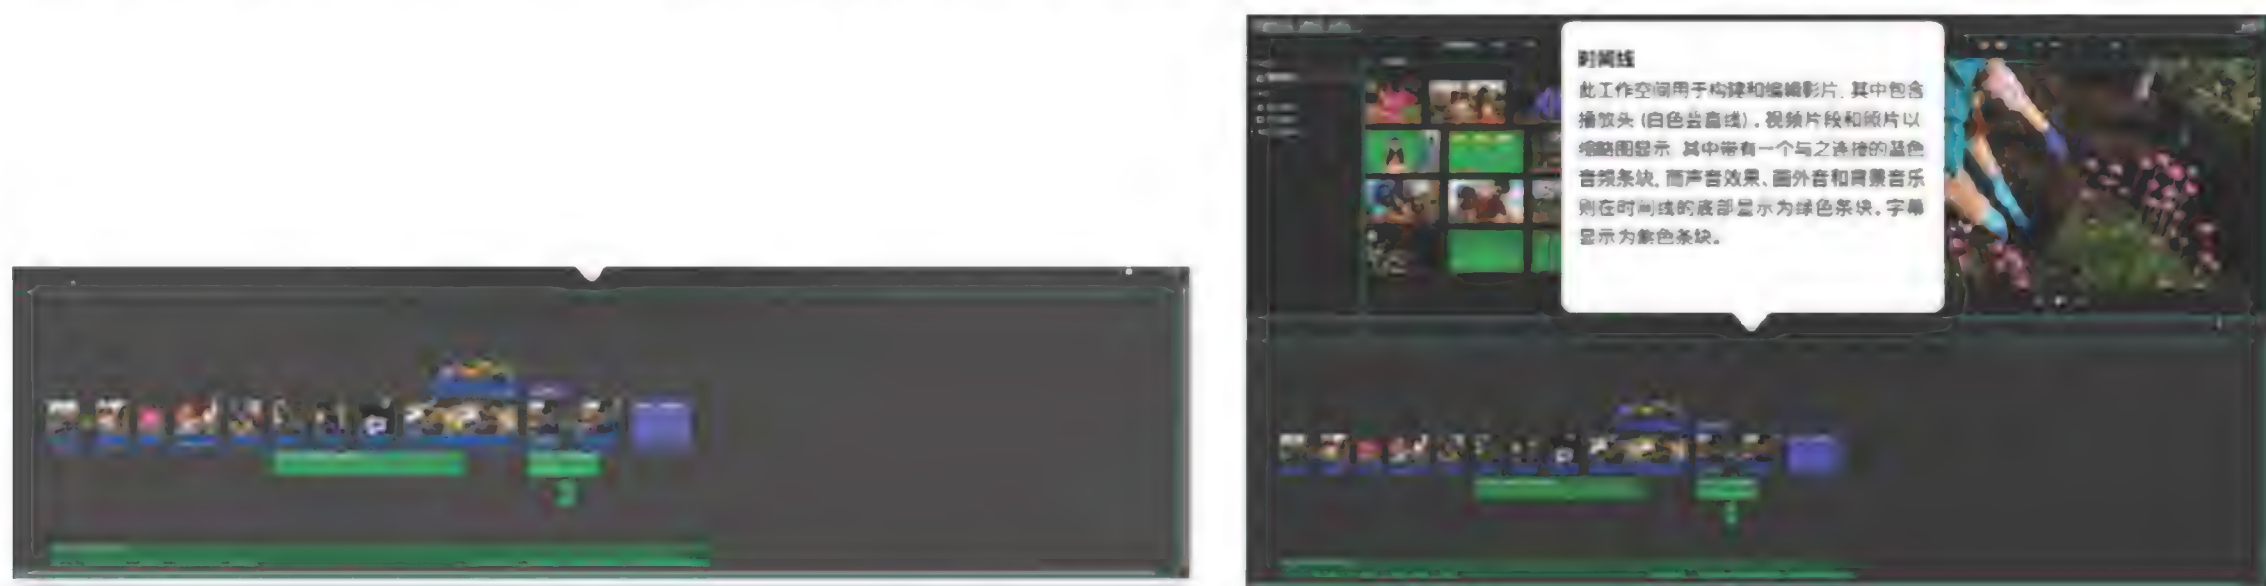 时间线
此工作空间用于构建和编辑影片，其中包含
播放头（白色竖直线）。视频片段和照片以
缩略图显示，其中带有一个与之连接的蓝色
音频条块，而声音效果、画外音和背景音乐
则在时间线的底部显示为绿色条块。字幕
显示为紫色条块。